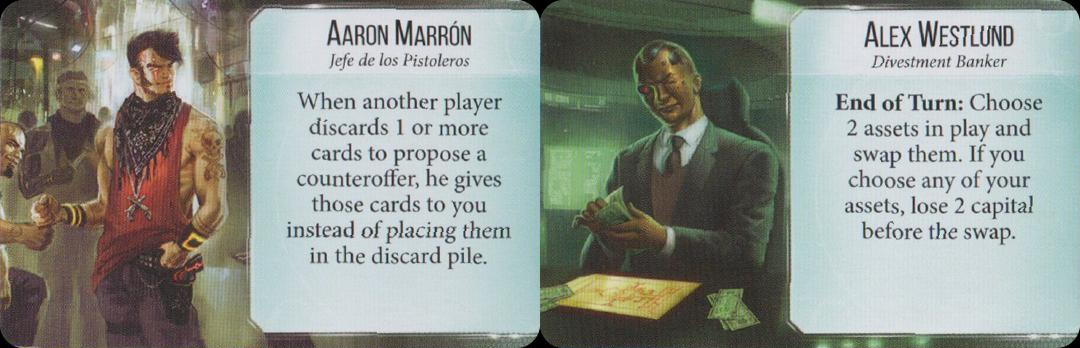 AARON MARRÓN
Jefe de los Pistoleros
When another player
discards 1 or more
cards to propose a
counteroffer, he gives
those cards to you
instead of placing them
in the discard pile.
ALEX WESTLUND
Divestment Banker
End of Turn: Choose
2 assets in play and
swap them. If you
choose any of your
assets, lose 2 capital
before the swap.